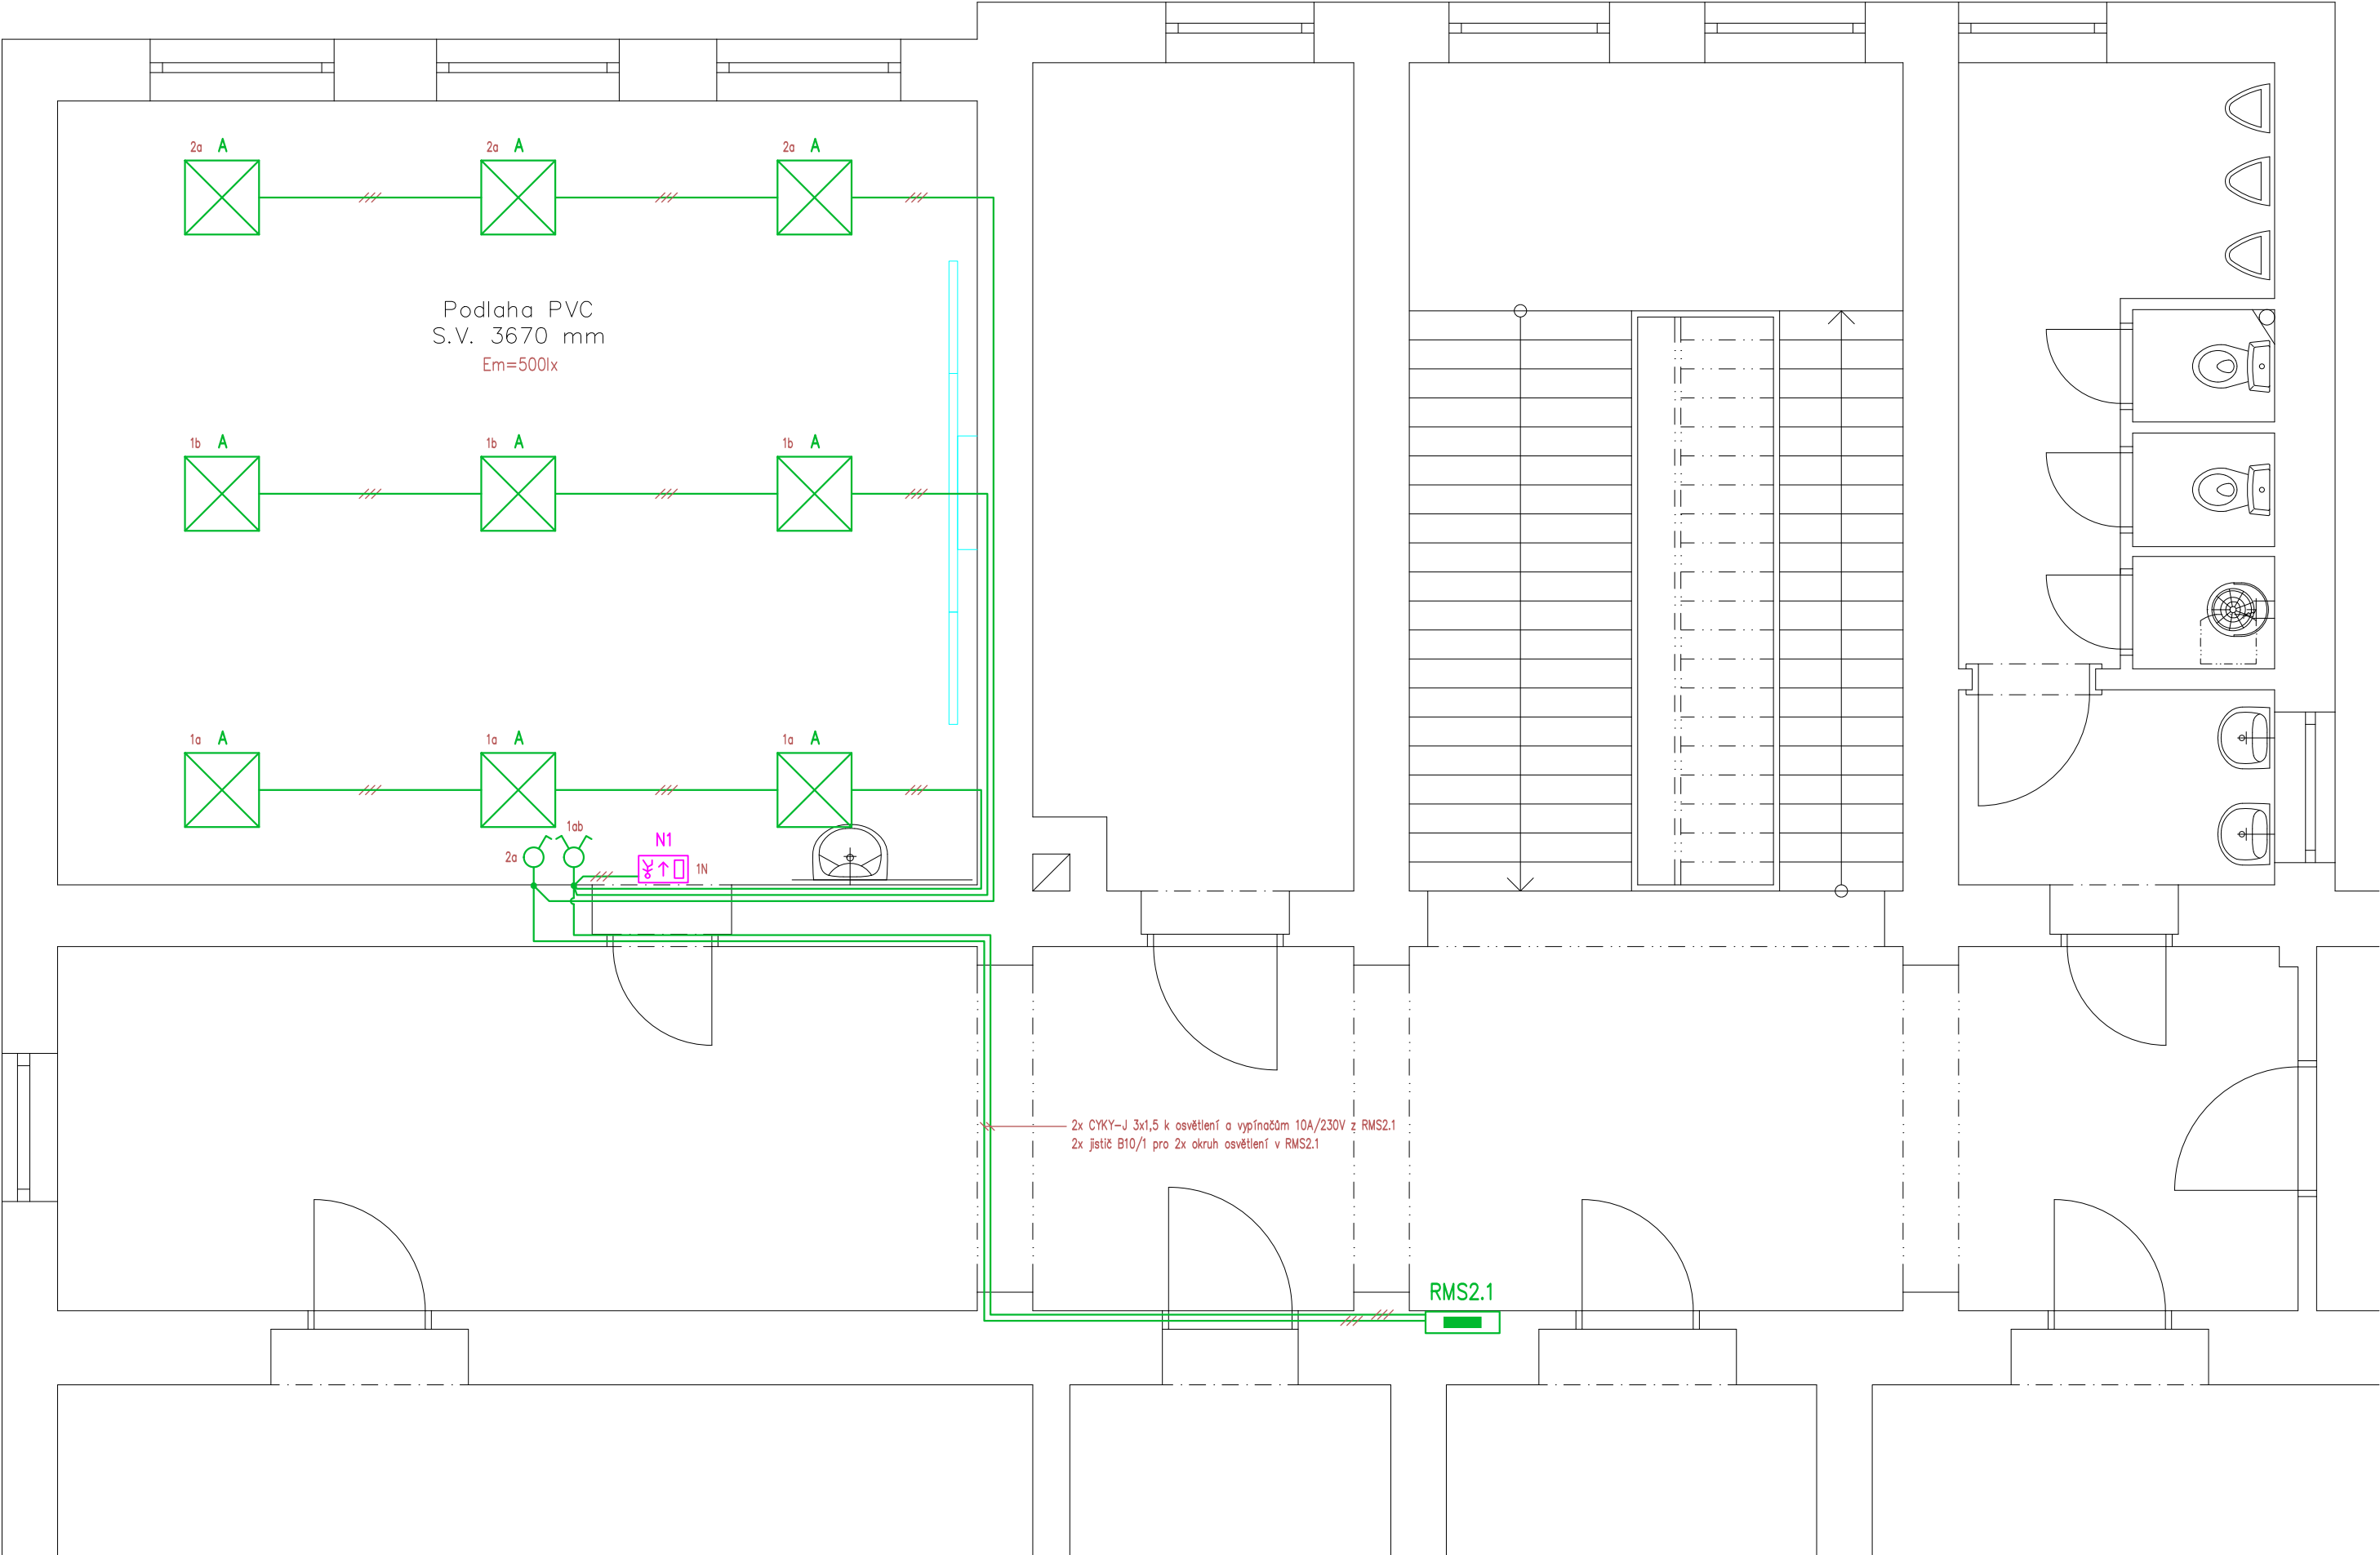 2a A 2a A 2a A
Podlaha PVC
S.V. 3670 mm
Em=500lx
1b A 1b A 1b A
1a A 1a A 1a A
1ab
2a
N1
1N
2x CYKY-J 3x1,5 k osvětlení a vypínačům 10A/230V z RMS2.1
2x jistič B10/1 pro 2x okruh osvětlení v RMS2.1
RMS2.1